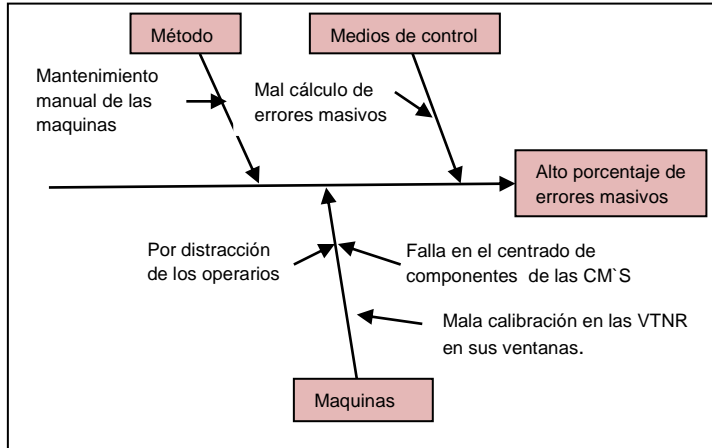 Método
Medios de control
Mantenimiento
manual de las
maquinas
Mal cálculo de
errores masivos
Alto porcentaje de
errores masivos
Por distracción
de los operarios
Falla en el centrado de
componentes de las CM`S
Mala calibración en las VTNR
en sus ventanas.
Maquinas